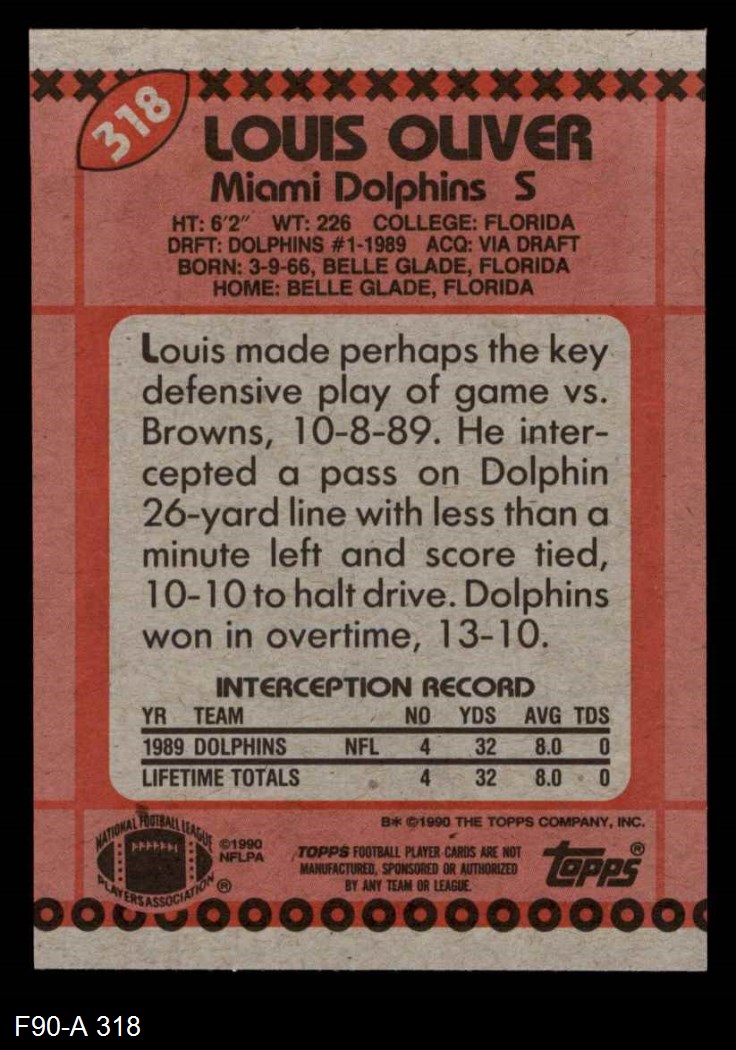 318
LOUIS OLIVER
Miami Dolphins S
HT: 6'2" WT: 226 COLLEGE: FLORIDA
DRFT: DOLPHINS #1-1989 ACQ: VIA DRAFT
BORN: 3-9-66, BELLE GLADE, FLORIDA
HOME: BELLE GLADE, FLORIDA
Louis made perhaps the key
defensive play of game vs.
Browns, 10-8-89. He inter-
cepted a pass on Dolphin
26-yard line with less than a
minute left and score tied,
10-10 to halt drive. Dolphins
won in overtime, 13-10.
INTERCEPTION RECORD
YR TEAM NO YDS AVG TDS
1989 DOLPHINS NFL 4 32 8.0 0
LIFETIME TOTALS 4 32 8.0 0
B* ©1990 THE TOPPS COMPANY, INC.
NATIONAL FOOTBALL LEAGUE
PLAYERS ASSOCIATION ®
©1990
NFLPA
TOPPS FOOTBALL PLAYER CARDS ARE NOT
MANUFACTURED, SPONSORED OR AUTHORIZED
BY ANY TEAM OR LEAGUE.
topps®
F90-A 318